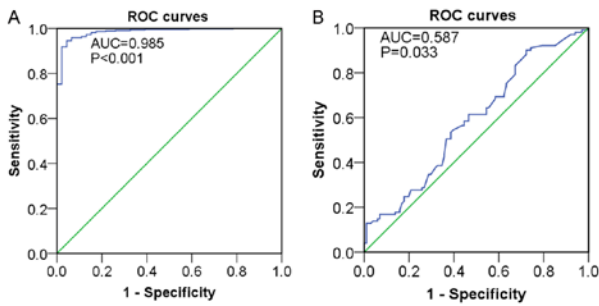 A
ROC curves
AUC=0.985
P<0.001
Sensitivity
1.0
0.8
0.6
0.4
0.2
0.0
0.0 0.2 0.4 0.6 0.8 1.0
1 - Specificity
B
ROC curves
AUC=0.587
P=0.033
Sensitivity
1.0
0.8
0.6
0.4
0.2
0.0
0.0 0.2 0.4 0.6 0.8 1.0
1 - Specificity